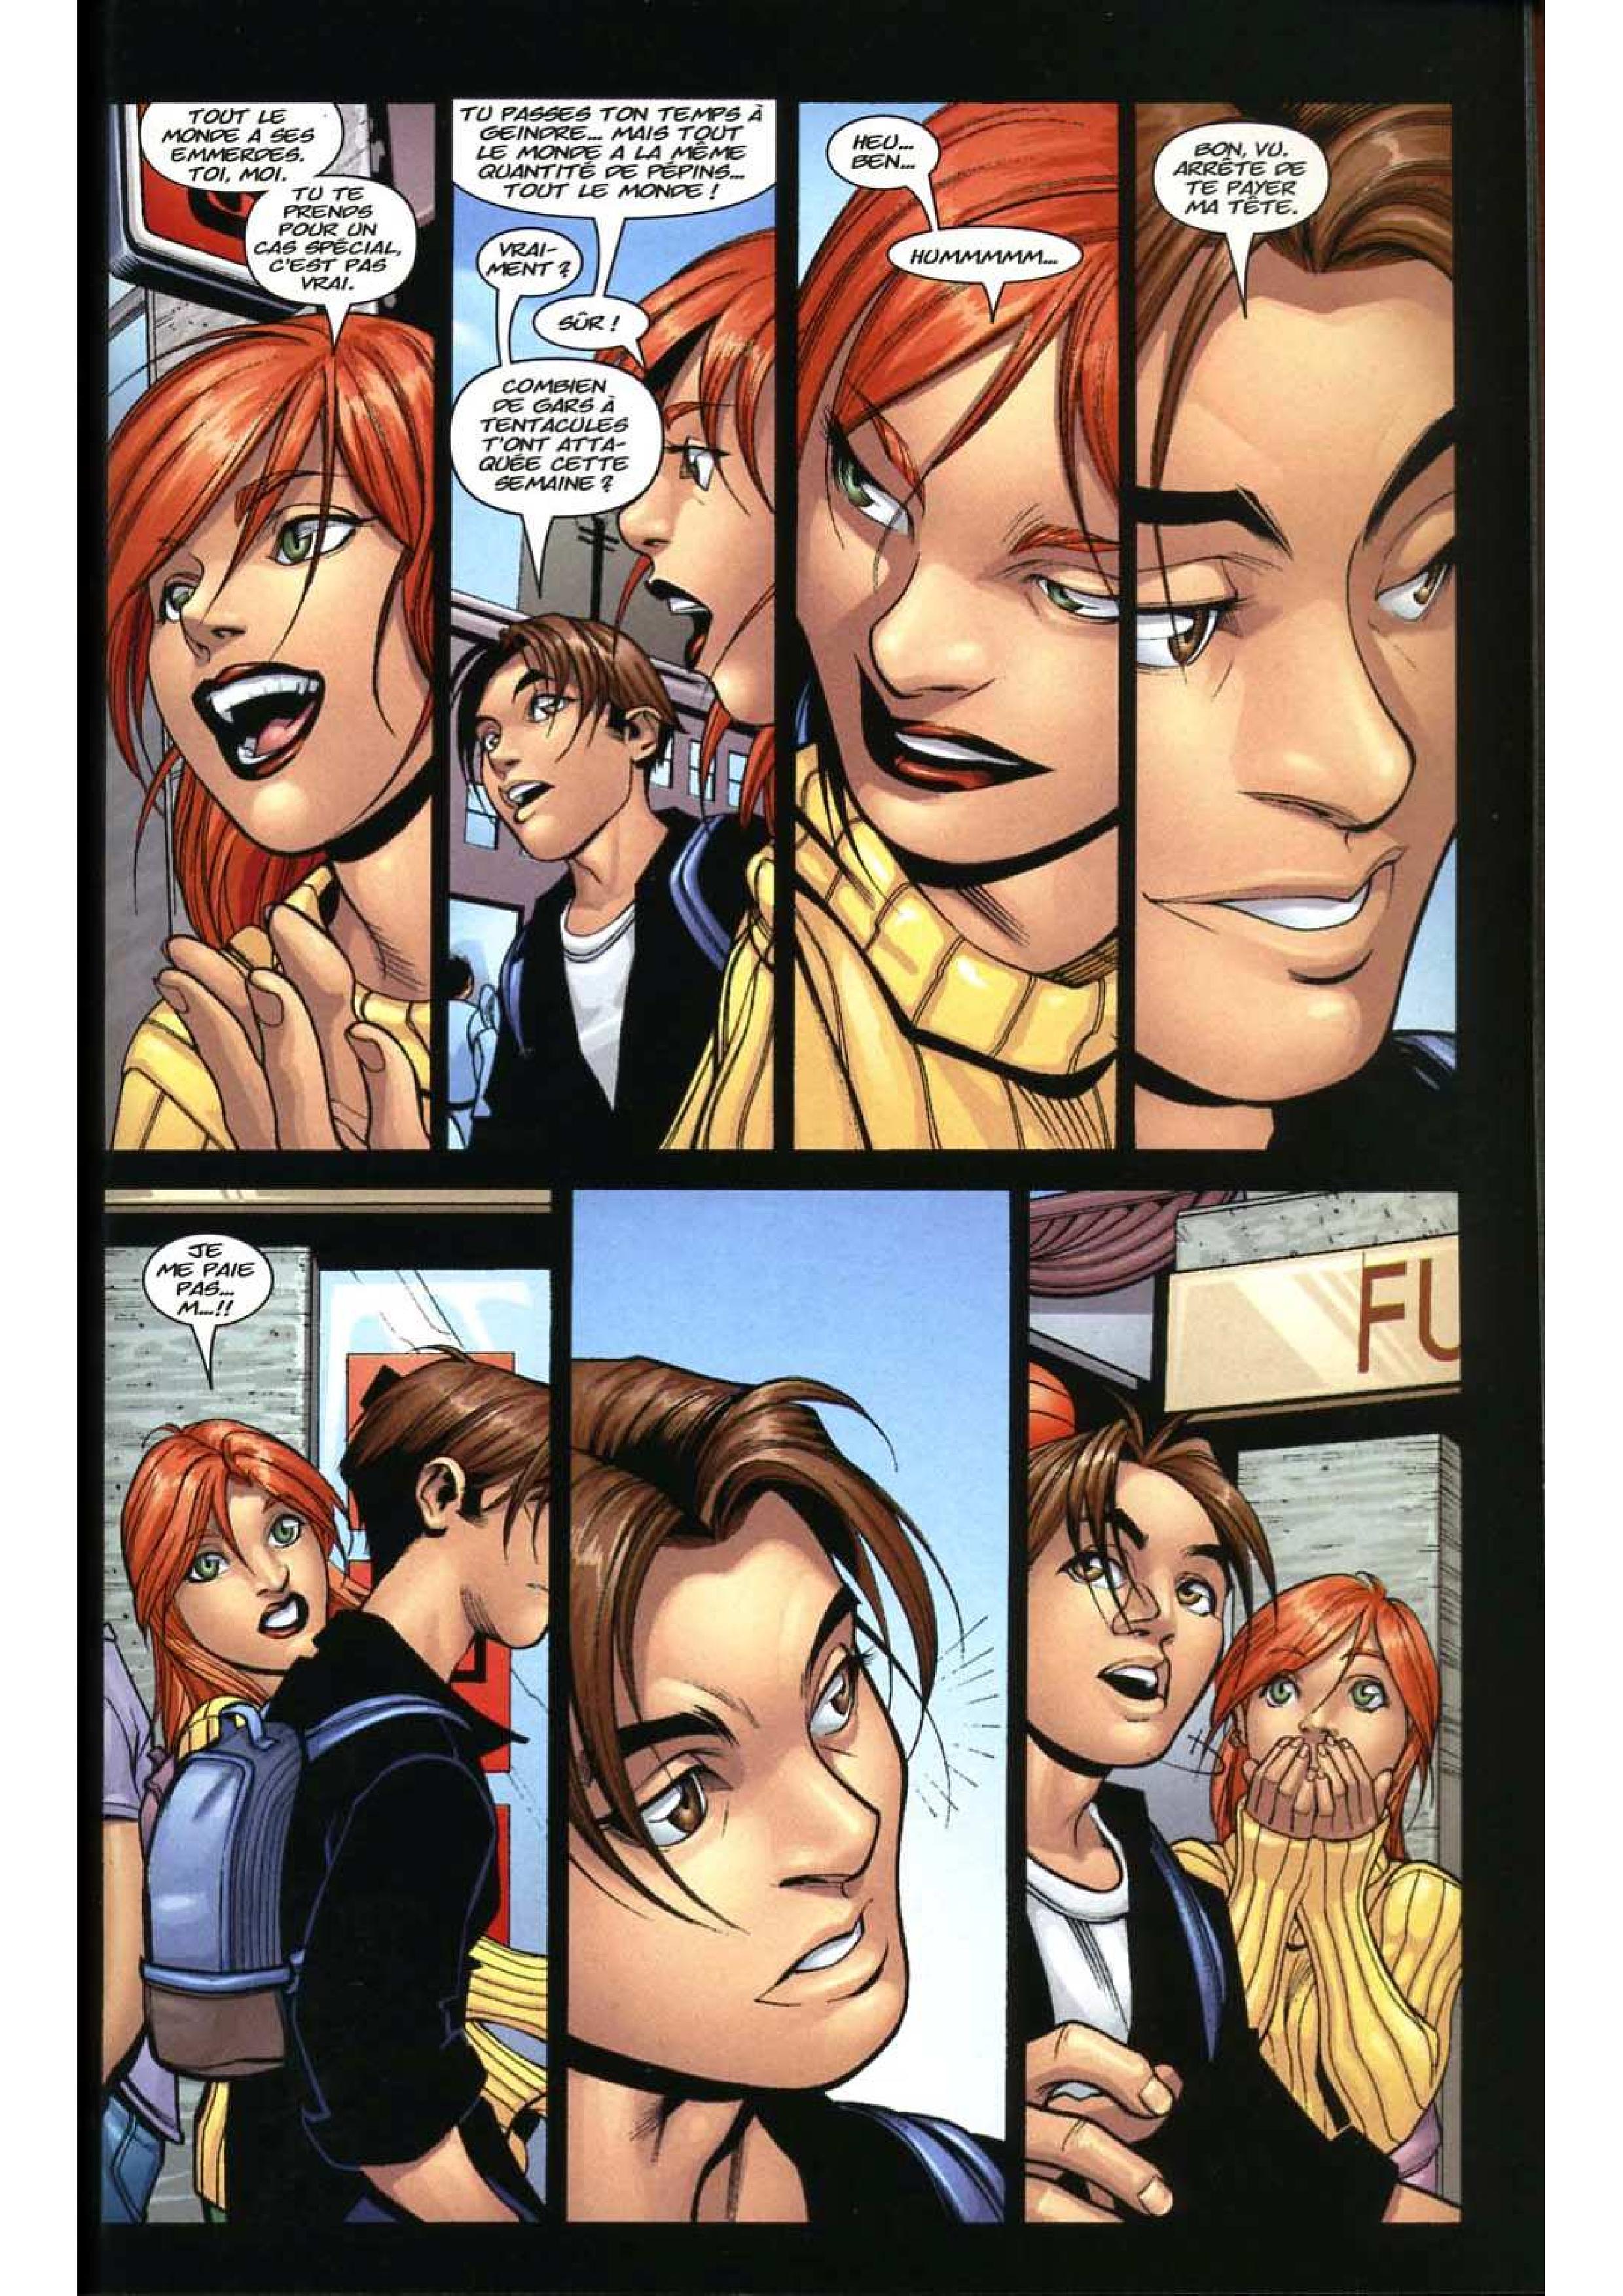 TOUT LE
MONDE A SES
EMMERDES.
TOI, MOI.
TU TE
PRENDS
POUR UN
CAS SPÉCIAL,
C'EST PAS
VRAI.
TU PASSES TON TEMPS À
GEINDRE... MAIS TOUT
LE MONDE A LA MÊME
QUANTITÉ DE PÉPINS...
TOUT LE MONDE !
VRAI-
MENT ?
SÛR !
COMBIEN
DE GARS À
TENTACULES
T'ONT ATTA-
QUÉE CETTE
SEMAINE ?
HEU...
BEN...
HUMMMMM...
BON, VU.
ARRÊTE DE
TE PAYER
MA TÊTE.
JE
ME PAIE
PAS...
M...!!
FU